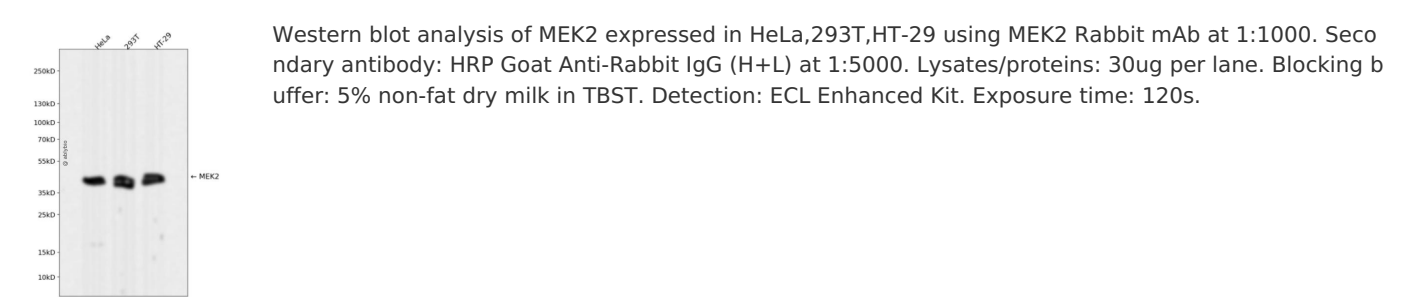 HeLa
293T
HT-29
Western blot analysis of MEK2 expressed in HeLa,293T,HT-29 using MEK2 Rabbit mAb at 1:1000. Seco
ndary antibody: HRP Goat Anti-Rabbit IgG (H+L) at 1:5000. Lysates/proteins: 30ug per lane. Blocking b
uffer: 5% non-fat dry milk in TBST. Detection: ECL Enhanced Kit. Exposure time: 120s.
250kD
130kD
100kD
70kD
55kD
35kD
25kD
15kD
10kD
← MEK2